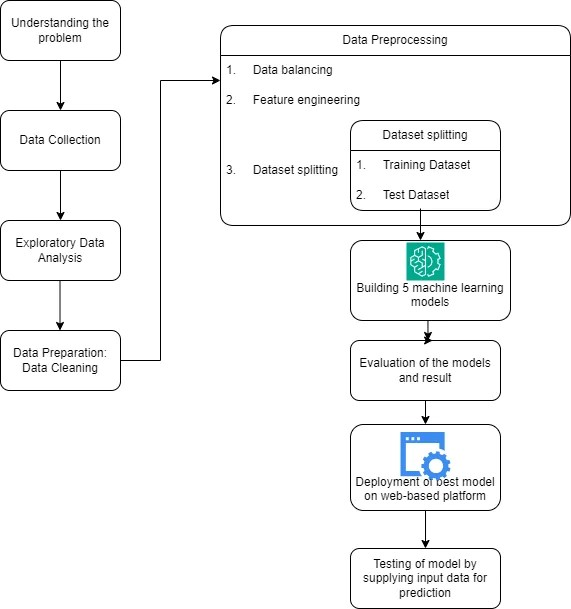 Understanding the
problem
Data Collection
Exploratory Data
Analysis
Data Preparation:
Data Cleaning
Data Preprocessing
1. Data balancing
2. Feature engineering
3. Dataset splitting
Dataset splitting
1. Training Dataset
2. Test Dataset
Building 5 machine learning
models
Evaluation of the models
and result
Deployment of best model
on web-based platform
Testing of model by
supplying input data for
prediction